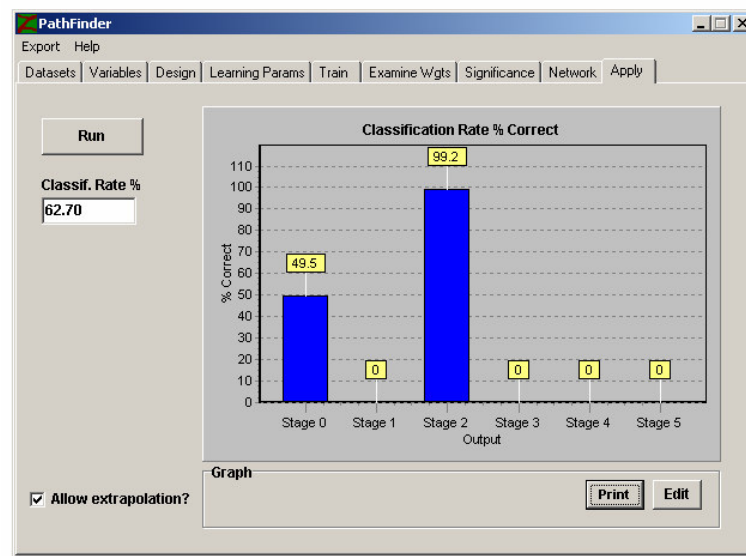 PathFinder
Export Help
Datasets Variables Design Learning Params Train Examine Wgts Significance Network Apply
Run
Classif. Rate %
62.70
Classification Rate % Correct
% Correct
110
100
90
80
70
60
50
40
30
20
10
0
49.5
0
99.2
0
0
0
Stage 0 Stage 1 Stage 2 Stage 3 Stage 4 Stage 5
Output
Allow extrapolation?
Graph
Print Edit